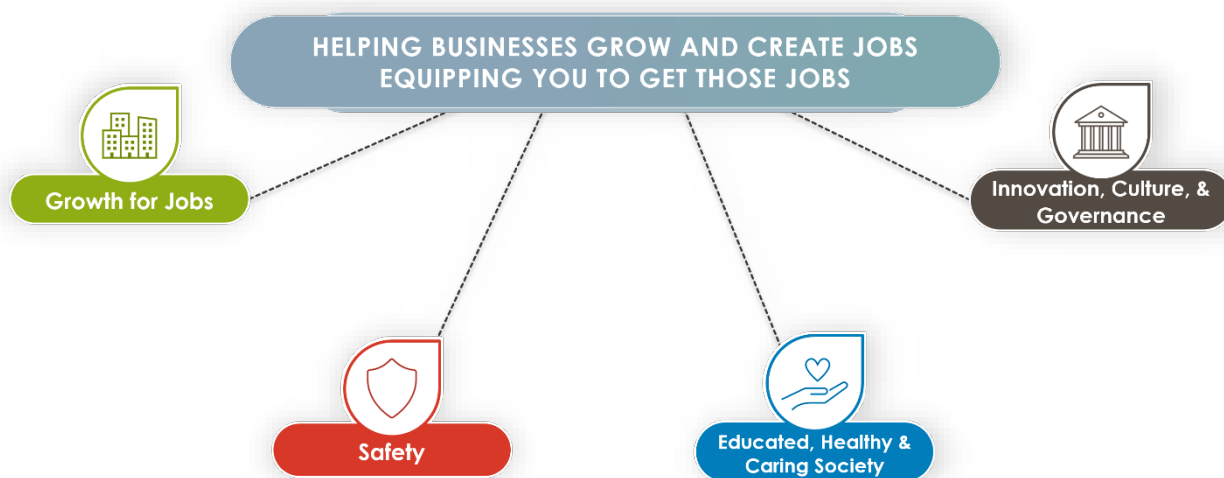 HELPING BUSINESSES GROW AND CREATE JOBS
EQUIPPING YOU TO GET THOSE JOBS
Growth for Jobs
Innovation, Culture, &
Governance
Safety
Educated, Healthy &
Caring Society